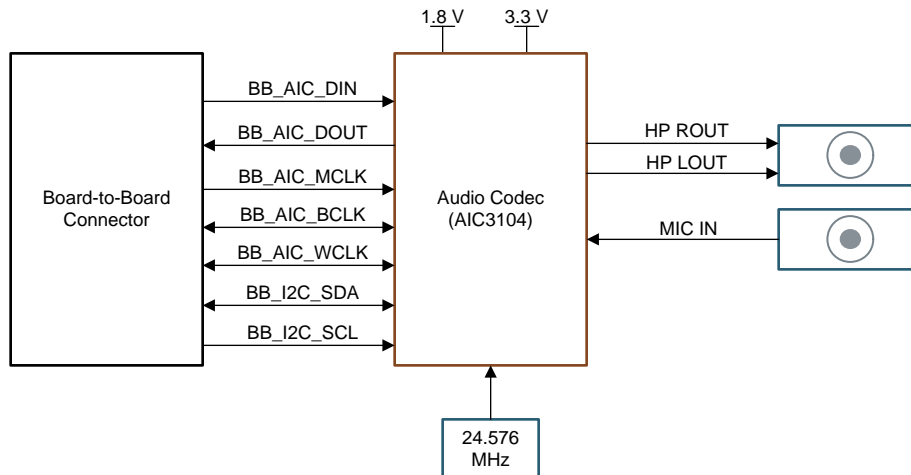 1.8 V
3.3 V
BB_AIC_DIN
BB_AIC_DOUT
BB_AIC_MCLK
BB_AIC_BCLK
BB_AIC_WCLK
BB_I2C_SDA
BB_I2C_SCL
Board-to-Board
Connector
Audio Codec
(AIC3104)
HP ROUT
HP LOUT
MIC IN
24.576
MHz